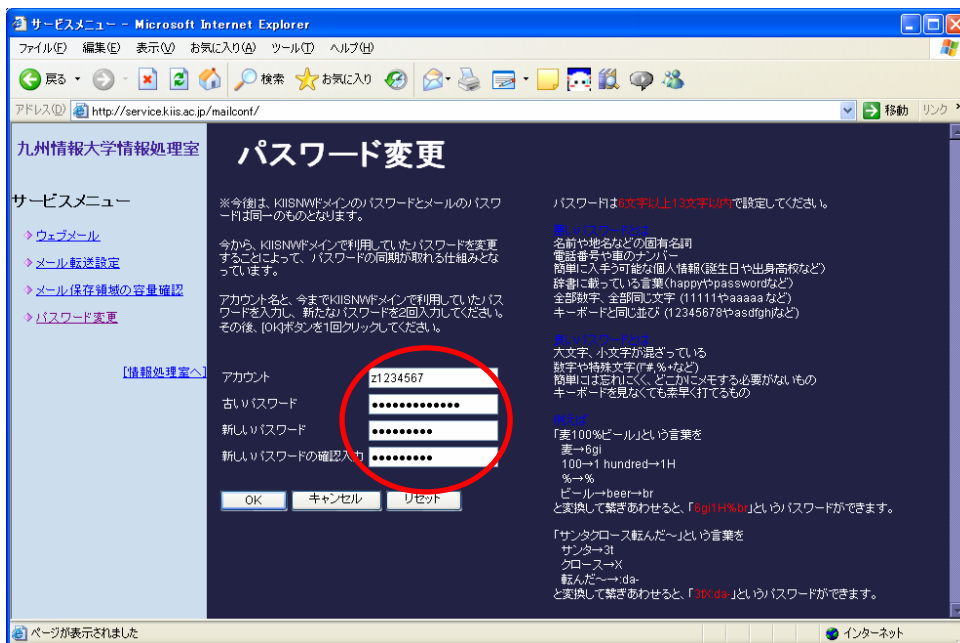 サービスメニュー - Microsoft Internet Explorer
ファイル(F) 編集(E) 表示(V) お気に入り(A) ツール(T) ヘルプ(H)
戻る 検索 お気に入り
アドレス(D) http://service.kiis.ac.jp/mailconf/ 移動 リンク
九州情報大学情報処理室
サービスメニュー
ウェブメール
メール転送設定
メール保存領域の容量確認
パスワード変更
[情報処理室へ]
パスワード変更
※今後は、KIISNWドメインのパスワードとメールのパスワ
ードは同一のものとなります。
今から、KIISNWドメインで利用していたパスワードを変更
することによって、パスワードの同期が取れる仕組みとな
っています。
アカウント名と、今までKIISNWドメインで利用していたパス
ワードを入力し、新たなパスワードを2回入力してください。
その後、[OK]ボタンを1回クリックしてください。
アカウント z1234567
古いパスワード ●●●●●●●●●●●●●
新しいパスワード ●●●●●●●●●
新しいパスワードの確認入力 ●●●●●●●●●
OK キャンセル リセット
パスワードは6文字以上13文字以内で設定してください。
悪いパスワードとは
名前や地名などの固有名詞
電話番号や車のナンバー
簡単に入手う可能な個人情報(誕生日や出身高校など)
辞書に載っている言葉(happyやpasswordなど)
全部数字、全部同じ文字 (11111やaaaaaなど)
キーボードと同じ並び (12345678やasdfghjなど)
良いパスワードとは
大文字、小文字が混ざっている
数字や特殊文字(!"#,%+など)
簡単には忘れにくく、どこかにメモする必要がないもの
キーボードを見なくても素早く打てるもの
例えば
「麦100%ビール」という言葉を
麦→6gi
100→1 hundred→1H
%→%
ビール→beer→br
と変換して繋ぎあわせると、「6gi1H%br」というパスワードができます。
「サンタクロース転んだ~」という言葉を
サンタ→3t
クロース→X
転んだ~→:da-
と変換して繋ぎあわせると、「3tX:da-」というパスワードができます。
ページが表示されました インターネット